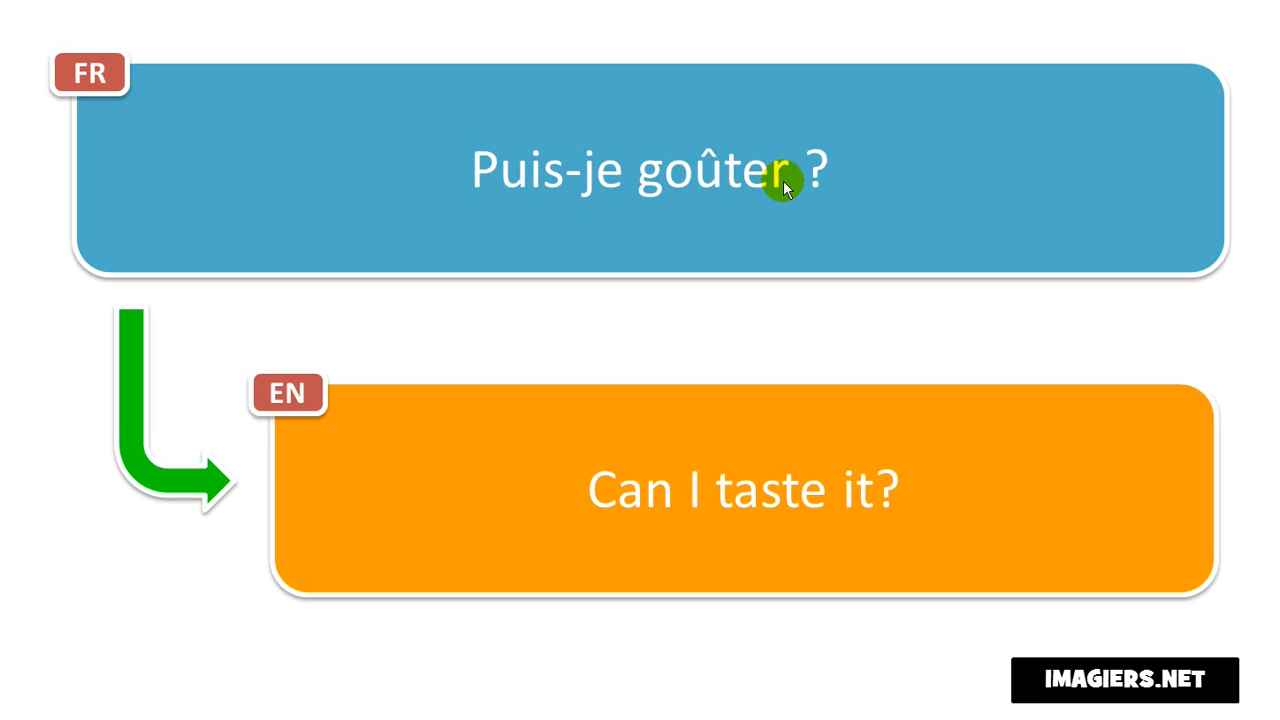 FR
Puis-je goûter ?
EN
Can I taste it?
IMAGIERS.NET